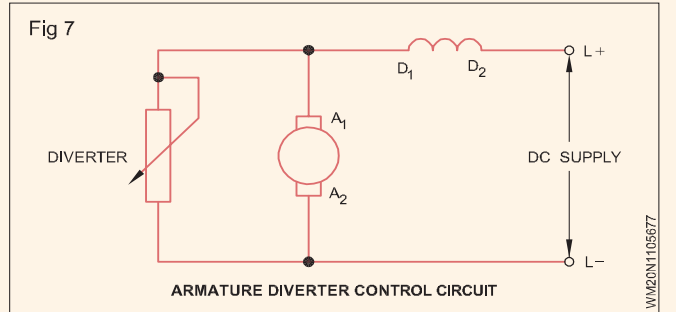 Fig 7
L+
D1 D2
A1
DIVERTER
DC SUPPLY
A2
L−
ARMATURE DIVERTER CONTROL CIRCUIT
WM20N1105677